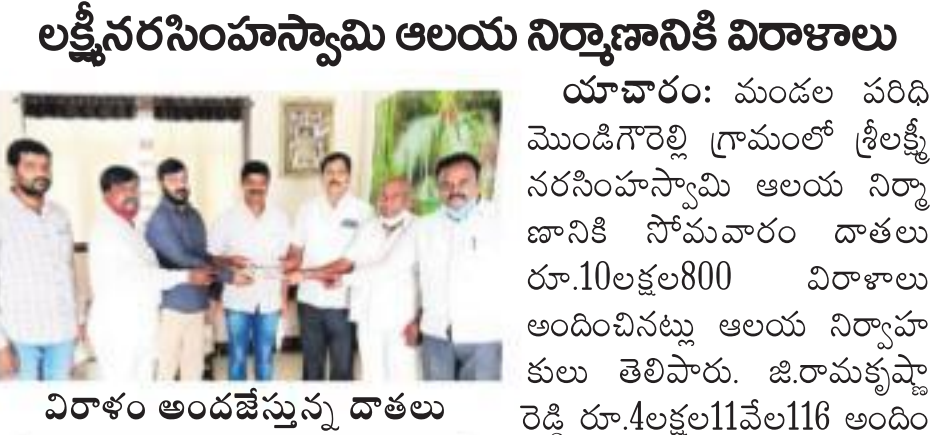 లక్ష్మీనరసింహస్వామి ఆలయ నిర్మాణానికి విరాళాలు
విరాళం అందజేస్తున్న దాతలు
యాచారం: మండల పరిధి
మొండిగౌరెల్లి గ్రామంలో శ్రీలక్ష్మీ
నరసింహస్వామి ఆలయ నిర్మా
ణానికి సోమవారం దాతలు
రూ.10లక్షల800 విరాళాలు
అందించినట్లు ఆలయ నిర్వాహ
కులు తెలిపారు. జి.రామకృష్ణా
రెడ్డి రూ.4లక్షల11వేల116 అందిం